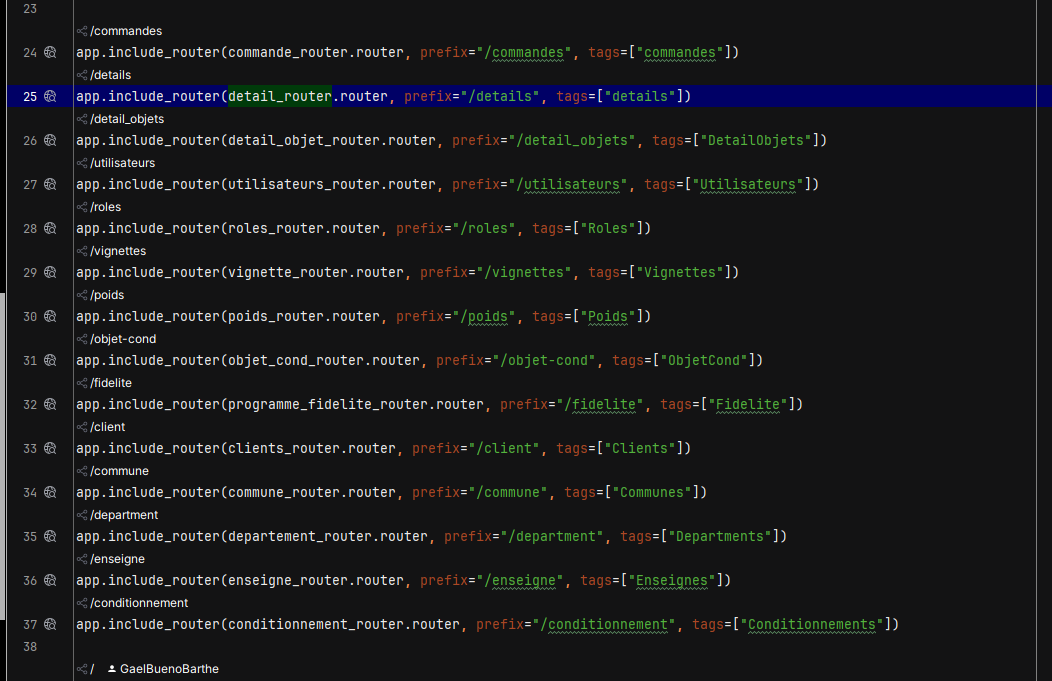 23
/commandes
24 app.include_router(commande_router.router, prefix="/commandes", tags=["commandes"])
/details
25 app.include_router(detail_router.router, prefix="/details", tags=["details"])
/detail_objets
26 app.include_router(detail_objet_router.router, prefix="/detail_objets", tags=["DetailObjets"])
/utilisateurs
27 app.include_router(utilisateurs_router.router, prefix="/utilisateurs", tags=["Utilisateurs"])
/roles
28 app.include_router(roles_router.router, prefix="/roles", tags=["Roles"])
/vignettes
29 app.include_router(vignette_router.router, prefix="/vignettes", tags=["Vignettes"])
/poids
30 app.include_router(poids_router.router, prefix="/poids", tags=["Poids"])
/objet-cond
31 app.include_router(objet_cond_router.router, prefix="/objet-cond", tags=["ObjetCond"])
/fidelite
32 app.include_router(programme_fidelite_router.router, prefix="/fidelite", tags=["Fidelite"])
/client
33 app.include_router(clients_router.router, prefix="/client", tags=["Clients"])
/commune
34 app.include_router(commune_router.router, prefix="/commune", tags=["Communes"])
/department
35 app.include_router(departement_router.router, prefix="/department", tags=["Departments"])
/enseigne
36 app.include_router(enseigne_router.router, prefix="/enseigne", tags=["Enseignes"])
/conditionnement
37 app.include_router(conditionnement_router.router, prefix="/conditionnement", tags=["Conditionnements"])
38
/ GaelBuenoBarthe